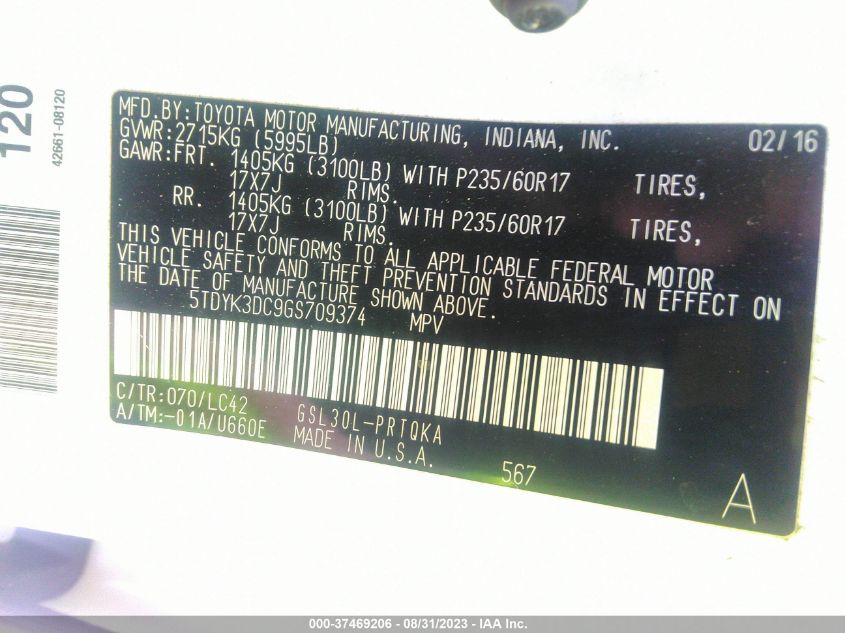 120
42661-08120
MFD.BY:TOYOTA MOTOR MANUFACTURING, INDIANA, INC. 02/16
GVWR:2715KG (5995LB)
GAWR:FRT. 1405KG (3100LB) WITH P235/60R17 TIRES,
17X7J RIMS.
RR. 1405KG (3100LB) WITH P235/60R17 TIRES,
17X7J RIMS.
THIS VEHICLE CONFORMS TO ALL APPLICABLE FEDERAL MOTOR
VEHICLE SAFETY AND THEFT PREVENTION STANDARDS IN EFFECT ON
THE DATE OF MANUFACTURE SHOWN ABOVE.
5TDYK3DC9GS709374 MPV
C/TR:070/LC42 GSL30L-PRTQKA
A/TM:-01A/U660E MADE IN U.S.A.
567
A
000-37469206 - 08/31/2023 - IAA Inc.